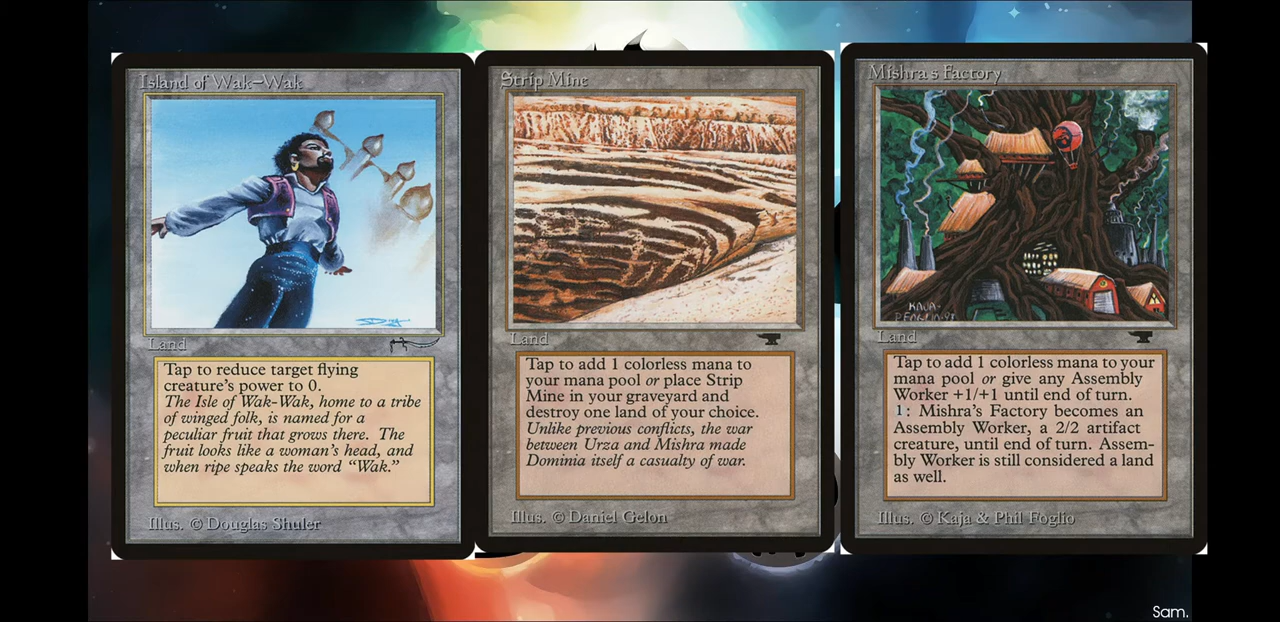 Island of Wak-Wak
Land
Tap to reduce target flying
creature's power to 0.
The Isle of Wak-Wak, home to a tribe
of winged folk, is named for a
peculiar fruit that grows there. The
fruit looks like a woman's head, and
when ripe speaks the word “Wak.”
Illus. © Douglas Shuler
Strip Mine
Land
Tap to add 1 colorless mana to
your mana pool or place Strip
Mine in your graveyard and
destroy one land of your choice.
Unlike previous conflicts, the war
between Urza and Mishra made
Dominia itself a casualty of war.
Illus. © Daniel Gelon
Mishra's Factory
KAJA-
Land
Tap to add 1 colorless mana to your
mana pool or give any Assembly
Worker +1/+1 until end of turn.
1: Mishra's Factory becomes an
Assembly Worker, a 2/2 artifact
creature, until end of turn. Assem-
bly Worker is still considered a land
as well.
Illus. © Kaja & Phil Foglio
Sam.